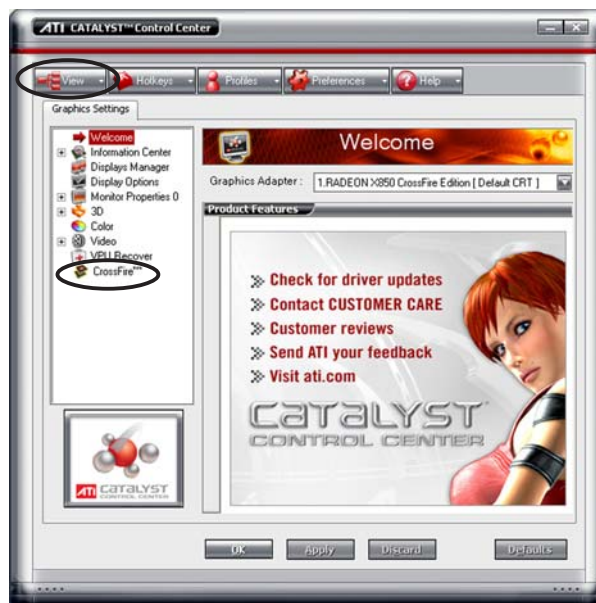 ATI CATALYST™ Control Center
View
Hotkeys
Profiles
Preferences
Help
Graphics Settings
Welcome
Information Center
Displays Manager
Display Options
Monitor Properties 0
3D
Color
Video
VPU Recover
CrossFire™
Welcome
Graphics Adapter :
1.RADEON X850 CrossFire Edition [ Default CRT ]
Product Features
Check for driver updates
Contact CUSTOMER CARE
Customer reviews
Send ATI your feedback
Visit ati.com
CATALYST
CONTROL CENTER
ATI CATALYST
CONTROL CENTER
OK
Apply
Discard
Defaults